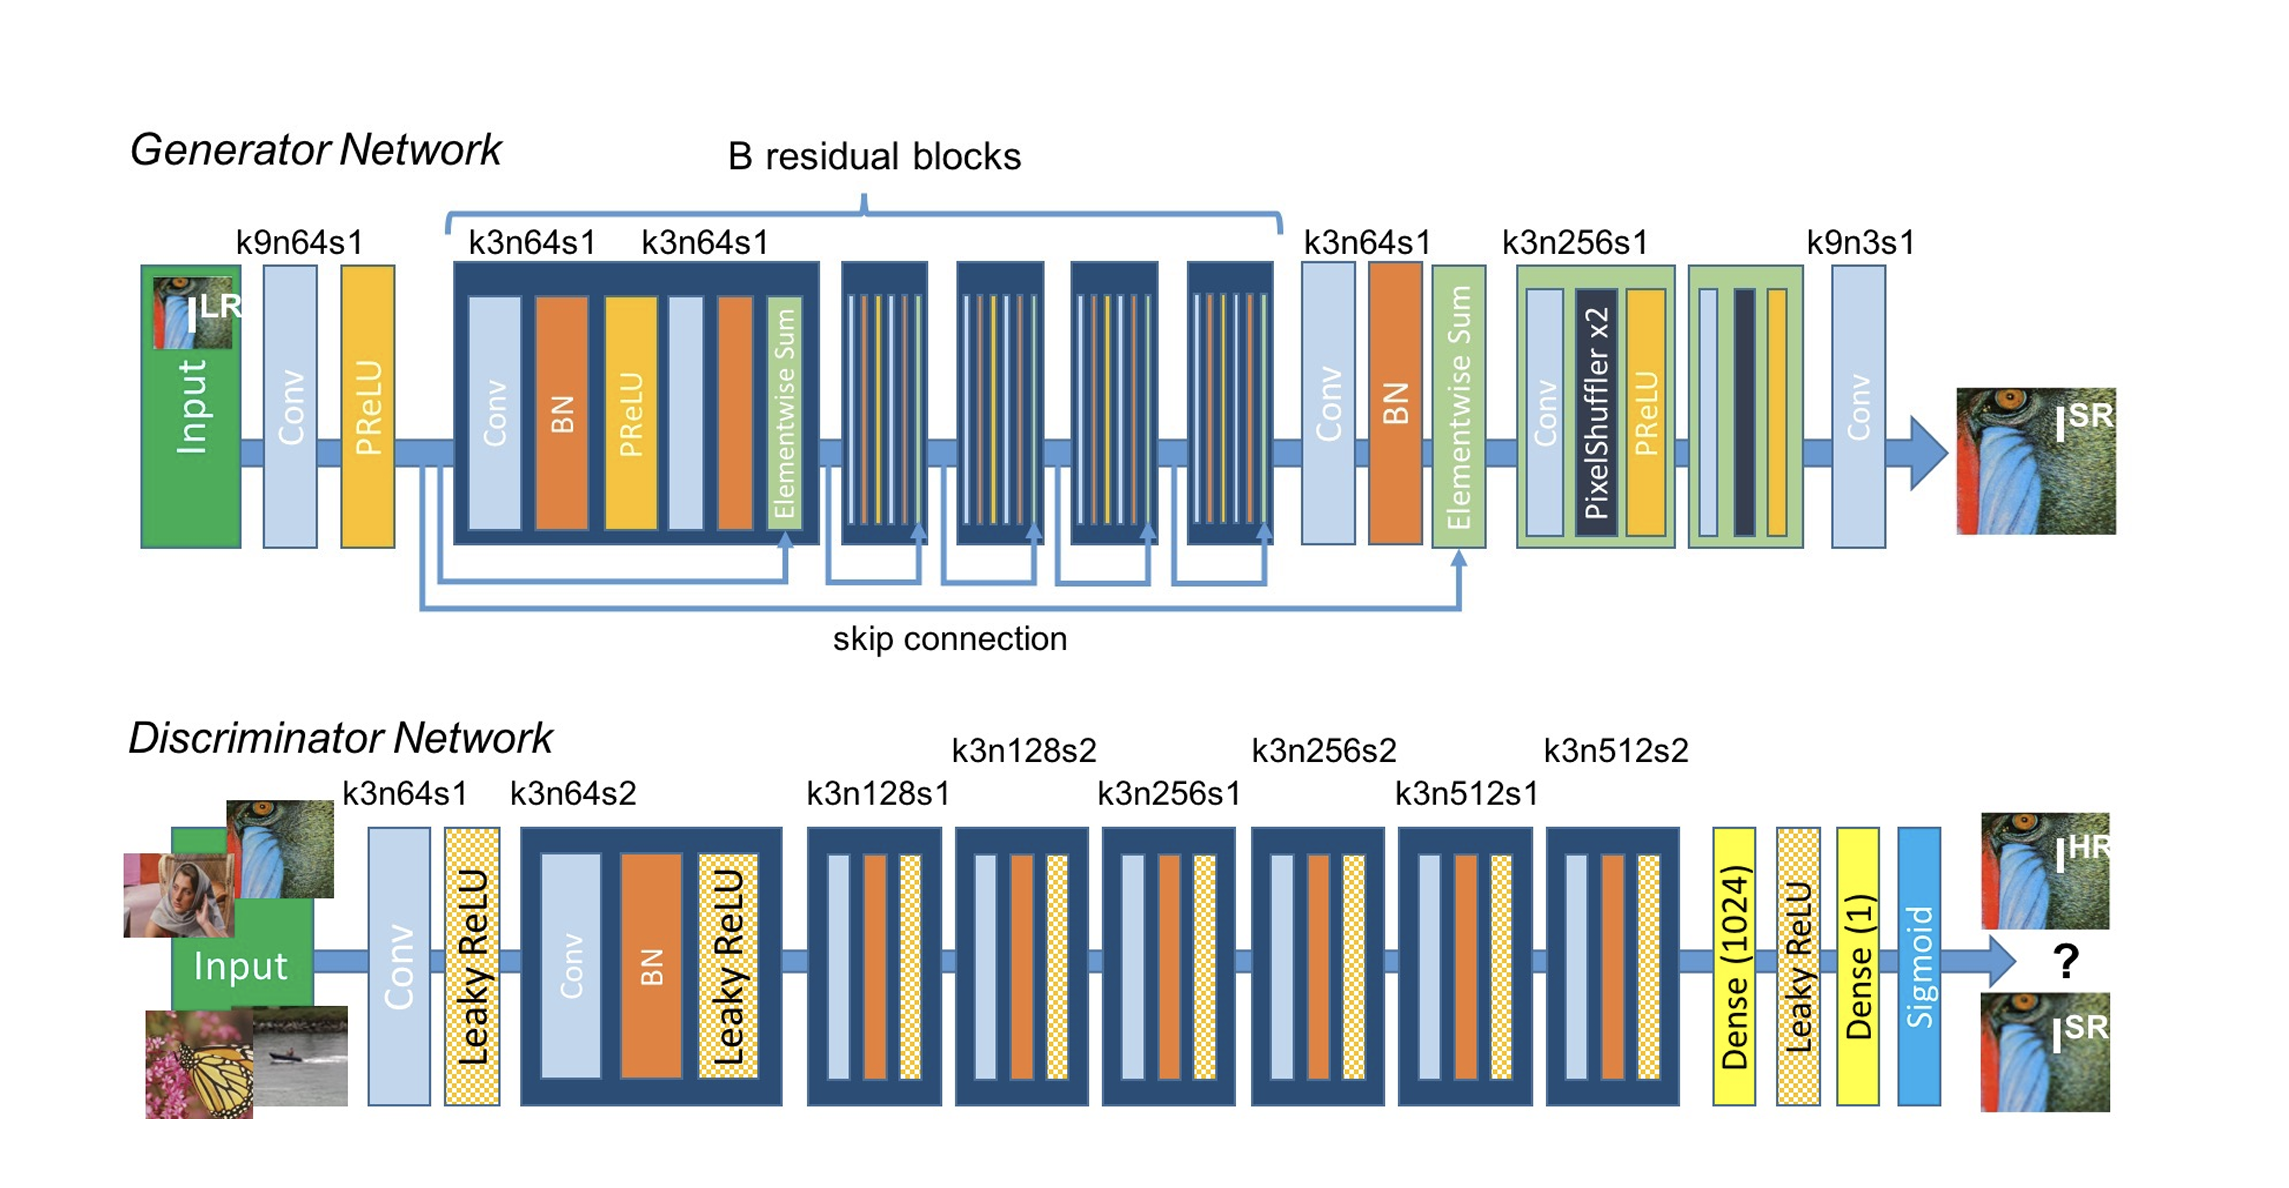 Generator Network
B residual blocks
k9n64s1
k3n64s1
k3n64s1
k3n64s1
k3n256s1
k9n3s1
I^LR
Input
Conv
PReLU
Conv
BN
PReLU
Elementwise Sum
Conv
BN
Elementwise Sum
Conv
PixelShuffler x2
PReLU
Conv
I^SR
skip connection
Discriminator Network
k3n64s1
k3n64s2
k3n128s1
k3n128s2
k3n256s1
k3n256s2
k3n512s1
k3n512s2
Input
Conv
Leaky ReLU
Conv
BN
Leaky ReLU
Dense (1024)
Leaky ReLU
Dense (1)
Sigmoid
I^HR
?
I^SR